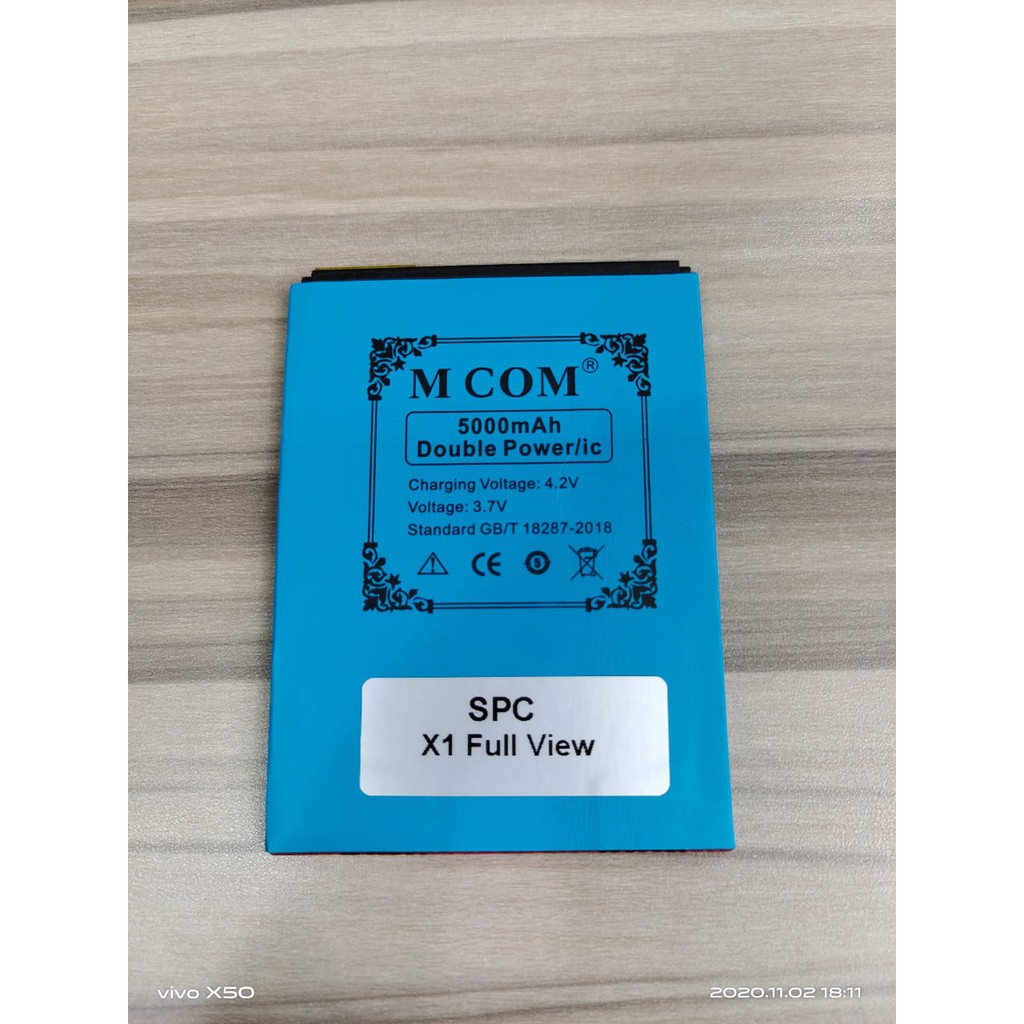 M COM®
5000mAh
Double Power/ic
Charging Voltage: 4.2V
Voltage: 3.7V
Standard GB/T 18287-2018
CE
S
SPC
X1 Full View
vivo X50
2020.11.02 18:11